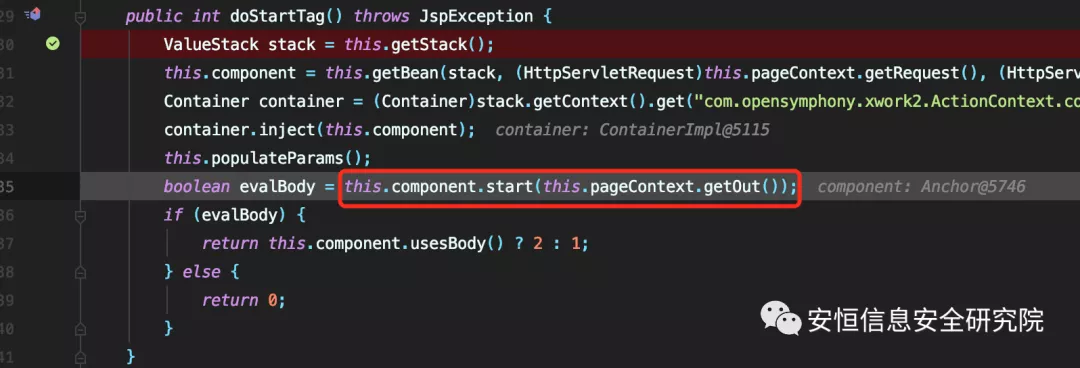 29 public int doStartTag() throws JspException {
30 ValueStack stack = this.getStack();
31 this.component = this.getBean(stack, (HttpServletRequest)this.pageContext.getRequest(), (HttpServ
32 Container container = (Container)stack.getContext().get("com.opensymphony.xwork2.ActionContext.co
33 container.inject(this.component); container: ContainerImpl@5115
34 this.populateParams();
35 boolean evalBody = this.component.start(this.pageContext.getOut()); component: Anchor@5746
36 if (evalBody) {
37 return this.component.usesBody() ? 2 : 1;
38 } else {
39 return 0;
40 }
41 }
安恒信息安全研究院